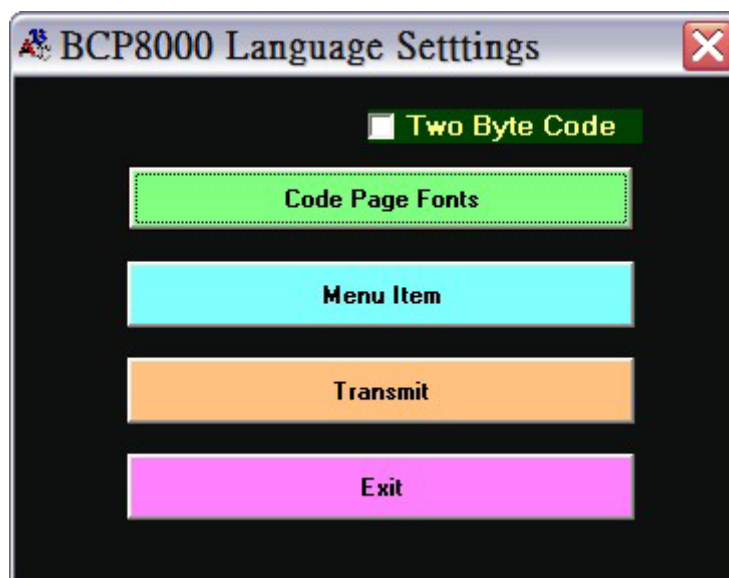 BCP8000 Language Setttings
Two Byte Code
Code Page Fonts
Menu Item
Transmit
Exit